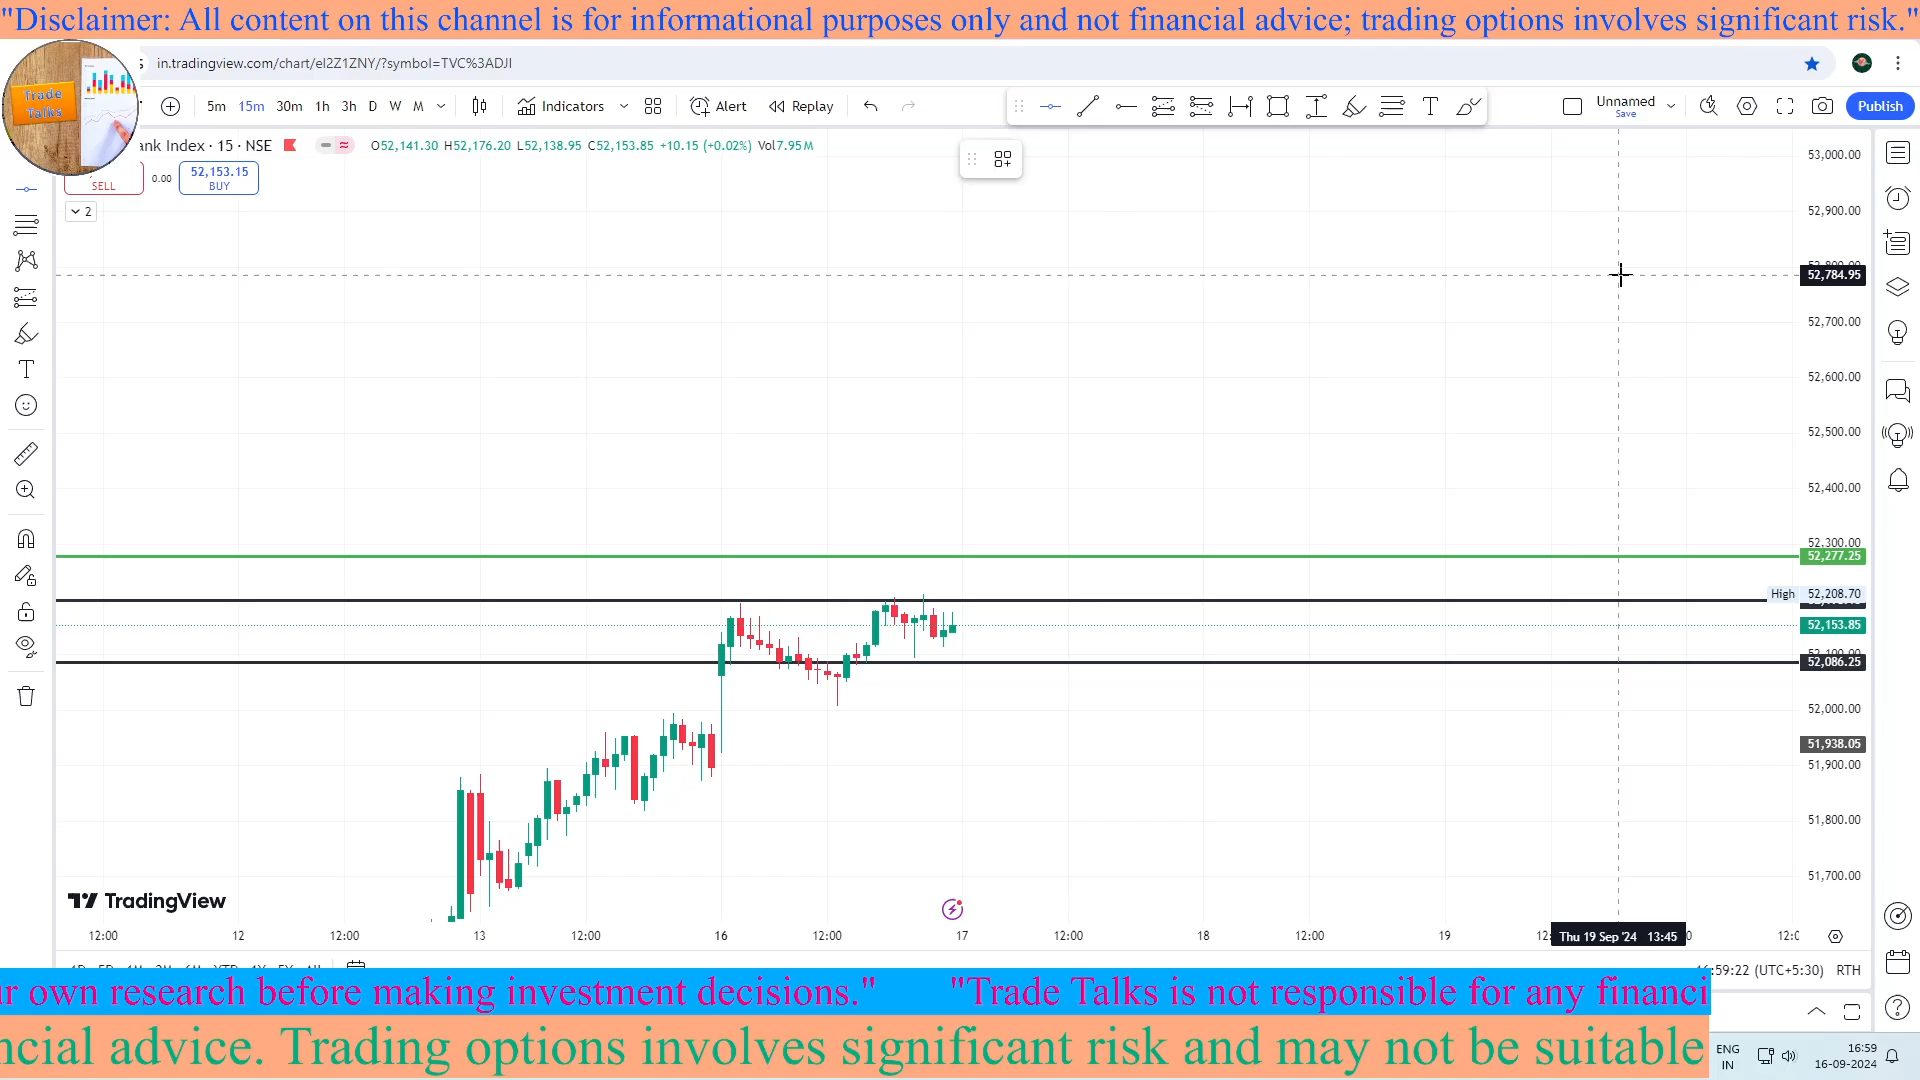 "Disclaimer: All content on this channel is for informational purposes only and not financial advice; trading options involves significant risk."
in.tradingview.com/chart/el2Z1ZNY/?symbol=TVC%3ADJI
Trade
Talks
5m 15m 30m 1h 3h D W M Indicators Alert Replay Unnamed Save Publish
ank Index · 15 · NSE O52,141.30 H52,176.20 L52,138.95 C52,153.85 +10.15 (+0.02%) Vol7.95M
SELL 0.00 52,153.15 BUY
2
53,000.00
52,900.00
52,784.95
52,700.00
52,600.00
52,500.00
52,400.00
52,300.00
52,277.25
High 52,208.70
52,153.85
52,100.00
52,086.25
52,000.00
51,938.05
51,900.00
51,800.00
51,700.00
TradingView
12:00 12 12:00 13 12:00 16 12:00 17 12:00 18 12:00 19 Thu 19 Sep '24 13:45
:59:22 (UTC+5:30) RTH
r own research before making investment decisions." "Trade Talks is not responsible for any financi
ncial advice. Trading options involves significant risk and may not be suitable
ENG
IN
16:59
16-09-2024